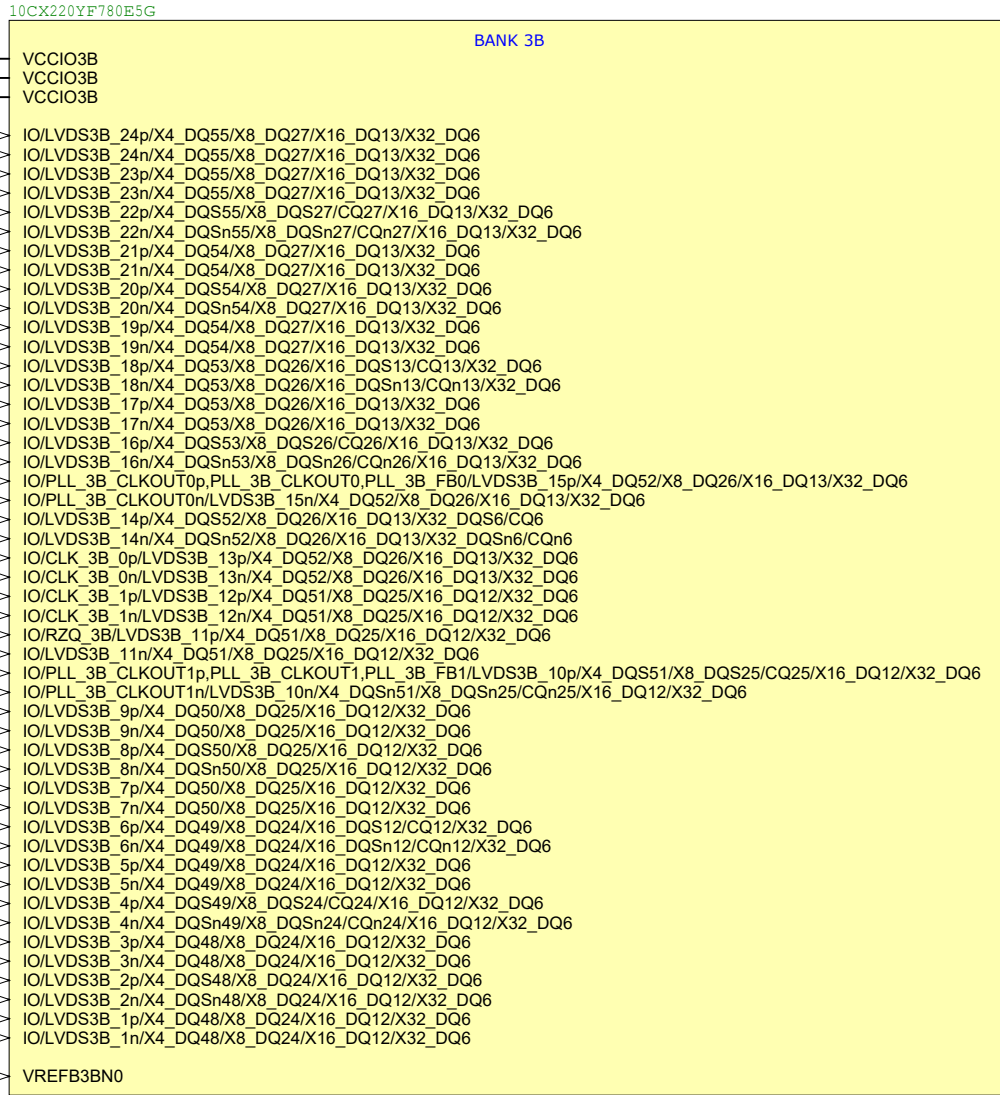 10CX220YF780E5G
BANK 3B
VCCIO3B
VCCIO3B
VCCIO3B
IO/LVDS3B_24p/X4_DQ55/X8_DQ27/X16_DQ13/X32_DQ6
IO/LVDS3B_24n/X4_DQ55/X8_DQ27/X16_DQ13/X32_DQ6
IO/LVDS3B_23p/X4_DQ55/X8_DQ27/X16_DQ13/X32_DQ6
IO/LVDS3B_23n/X4_DQ55/X8_DQ27/X16_DQ13/X32_DQ6
IO/LVDS3B_22p/X4_DQS55/X8_DQS27/CQ27/X16_DQ13/X32_DQ6
IO/LVDS3B_22n/X4_DQSn55/X8_DQSn27/CQn27/X16_DQ13/X32_DQ6
IO/LVDS3B_21p/X4_DQ54/X8_DQ27/X16_DQ13/X32_DQ6
IO/LVDS3B_21n/X4_DQ54/X8_DQ27/X16_DQ13/X32_DQ6
IO/LVDS3B_20p/X4_DQS54/X8_DQ27/X16_DQ13/X32_DQ6
IO/LVDS3B_20n/X4_DQSn54/X8_DQ27/X16_DQ13/X32_DQ6
IO/LVDS3B_19p/X4_DQ54/X8_DQ27/X16_DQ13/X32_DQ6
IO/LVDS3B_19n/X4_DQ54/X8_DQ27/X16_DQ13/X32_DQ6
IO/LVDS3B_18p/X4_DQ53/X8_DQ26/X16_DQS13/CQ13/X32_DQ6
IO/LVDS3B_18n/X4_DQ53/X8_DQ26/X16_DQSn13/CQn13/X32_DQ6
IO/LVDS3B_17p/X4_DQ53/X8_DQ26/X16_DQ13/X32_DQ6
IO/LVDS3B_17n/X4_DQ53/X8_DQ26/X16_DQ13/X32_DQ6
IO/LVDS3B_16p/X4_DQS53/X8_DQS26/CQ26/X16_DQ13/X32_DQ6
IO/LVDS3B_16n/X4_DQSn53/X8_DQSn26/CQn26/X16_DQ13/X32_DQ6
IO/PLL_3B_CLKOUT0p,PLL_3B_CLKOUT0,PLL_3B_FB0/LVDS3B_15p/X4_DQ52/X8_DQ26/X16_DQ13/X32_DQ6
IO/PLL_3B_CLKOUT0n/LVDS3B_15n/X4_DQ52/X8_DQ26/X16_DQ13/X32_DQ6
IO/LVDS3B_14p/X4_DQS52/X8_DQ26/X16_DQ13/X32_DQS6/CQ6
IO/LVDS3B_14n/X4_DQSn52/X8_DQ26/X16_DQ13/X32_DQSn6/CQn6
IO/CLK_3B_0p/LVDS3B_13p/X4_DQ52/X8_DQ26/X16_DQ13/X32_DQ6
IO/CLK_3B_0n/LVDS3B_13n/X4_DQ52/X8_DQ26/X16_DQ13/X32_DQ6
IO/CLK_3B_1p/LVDS3B_12p/X4_DQ51/X8_DQ25/X16_DQ12/X32_DQ6
IO/CLK_3B_1n/LVDS3B_12n/X4_DQ51/X8_DQ25/X16_DQ12/X32_DQ6
IO/RZQ_3B/LVDS3B_11p/X4_DQ51/X8_DQ25/X16_DQ12/X32_DQ6
IO/LVDS3B_11n/X4_DQ51/X8_DQ25/X16_DQ12/X32_DQ6
IO/PLL_3B_CLKOUT1p,PLL_3B_CLKOUT1,PLL_3B_FB1/LVDS3B_10p/X4_DQS51/X8_DQS25/CQ25/X16_DQ12/X32_DQ6
IO/PLL_3B_CLKOUT1n/LVDS3B_10n/X4_DQSn51/X8_DQSn25/CQn25/X16_DQ12/X32_DQ6
IO/LVDS3B_9p/X4_DQ50/X8_DQ25/X16_DQ12/X32_DQ6
IO/LVDS3B_9n/X4_DQ50/X8_DQ25/X16_DQ12/X32_DQ6
IO/LVDS3B_8p/X4_DQS50/X8_DQ25/X16_DQ12/X32_DQ6
IO/LVDS3B_8n/X4_DQSn50/X8_DQ25/X16_DQ12/X32_DQ6
IO/LVDS3B_7p/X4_DQ50/X8_DQ25/X16_DQ12/X32_DQ6
IO/LVDS3B_7n/X4_DQ50/X8_DQ25/X16_DQ12/X32_DQ6
IO/LVDS3B_6p/X4_DQ49/X8_DQ24/X16_DQS12/CQ12/X32_DQ6
IO/LVDS3B_6n/X4_DQ49/X8_DQ24/X16_DQSn12/CQn12/X32_DQ6
IO/LVDS3B_5p/X4_DQ49/X8_DQ24/X16_DQ12/X32_DQ6
IO/LVDS3B_5n/X4_DQ49/X8_DQ24/X16_DQ12/X32_DQ6
IO/LVDS3B_4p/X4_DQS49/X8_DQS24/CQ24/X16_DQ12/X32_DQ6
IO/LVDS3B_4n/X4_DQSn49/X8_DQSn24/CQn24/X16_DQ12/X32_DQ6
IO/LVDS3B_3p/X4_DQ48/X8_DQ24/X16_DQ12/X32_DQ6
IO/LVDS3B_3n/X4_DQ48/X8_DQ24/X16_DQ12/X32_DQ6
IO/LVDS3B_2p/X4_DQS48/X8_DQ24/X16_DQ12/X32_DQ6
IO/LVDS3B_2n/X4_DQSn48/X8_DQ24/X16_DQ12/X32_DQ6
IO/LVDS3B_1p/X4_DQ48/X8_DQ24/X16_DQ12/X32_DQ6
IO/LVDS3B_1n/X4_DQ48/X8_DQ24/X16_DQ12/X32_DQ6
VREFB3BN0